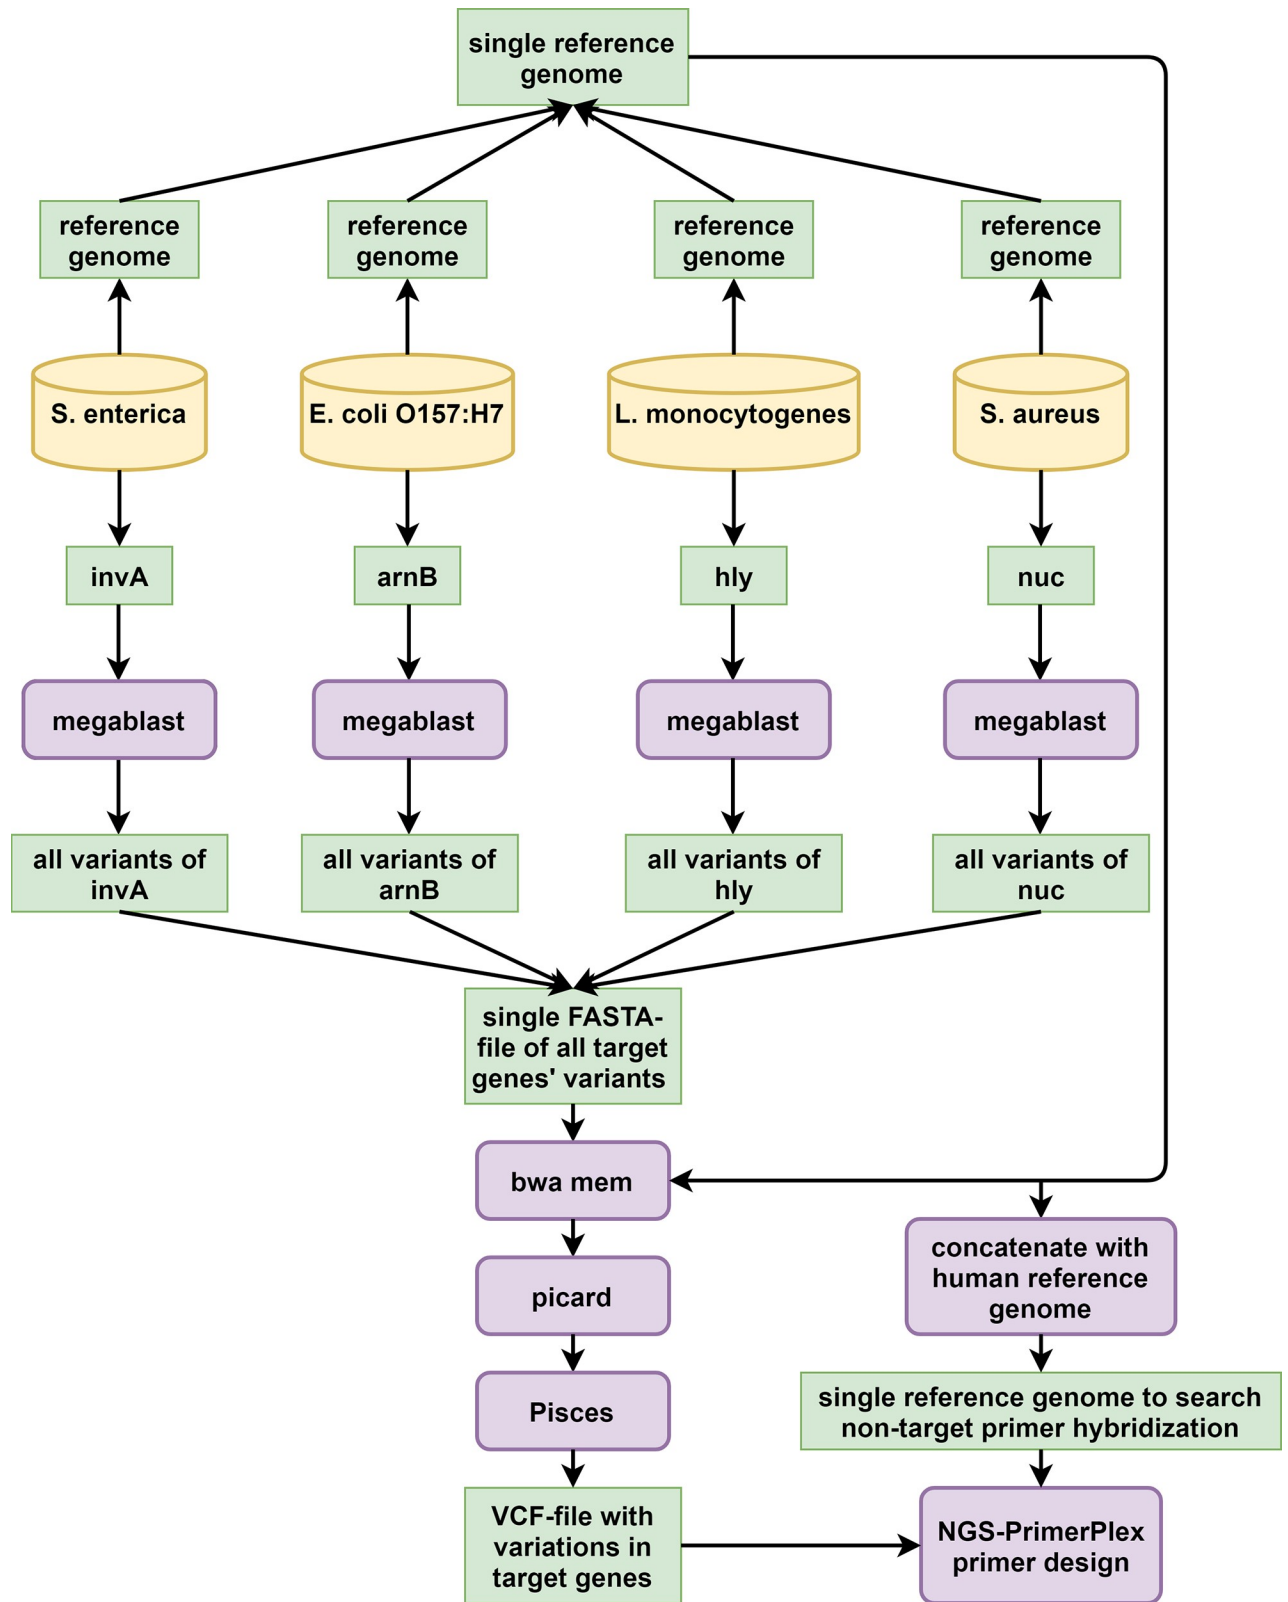 single reference
genome
reference
genome
reference
genome
reference
genome
reference
genome
S. enterica
E. coli O157:H7
L. monocytogenes
S. aureus
invA
arnB
hly
nuc
megablast
megablast
megablast
megablast
all variants of
invA
all variants of
arnB
all variants of
hly
all variants of
nuc
single FASTA-
file of all target
genes' variants
bwa mem
concatenate with
human reference
genome
picard
Pisces
single reference genome to search
non-target primer hybridization
VCF-file with
variations in
target genes
NGS-PrimerPlex
primer design